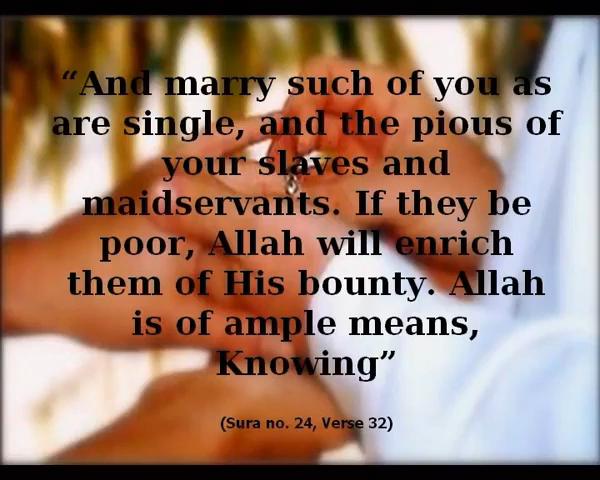 “And marry such of you as
are single, and the pious of
your slaves and
maidservants. If they be
poor, Allah will enrich
them of His bounty. Allah
is of ample means,
Knowing”
(Sura no. 24, Verse 32)